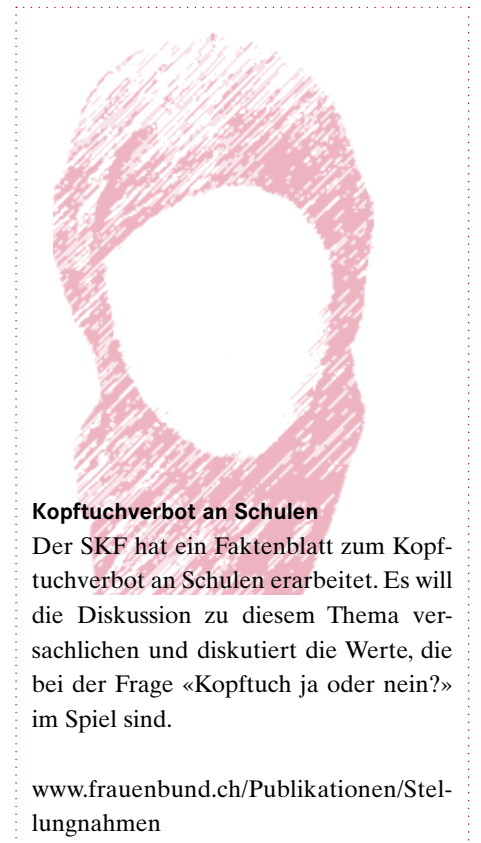 Kopftuchverbot an Schulen
Der SKF hat ein Faktenblatt zum Kopf-
tuchverbot an Schulen erarbeitet. Es will
die Diskussion zu diesem Thema ver-
sachlichen und diskutiert die Werte, die
bei der Frage «Kopftuch ja oder nein?»
im Spiel sind.
www.frauenbund.ch/Publikationen/Stel-
lungnahmen